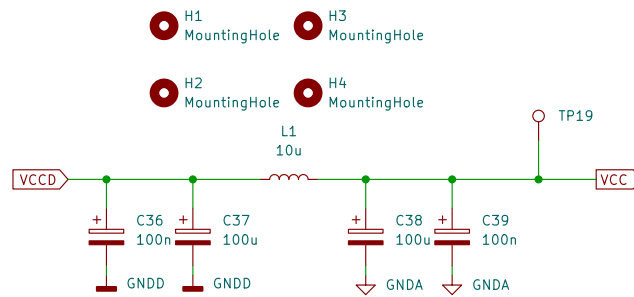 H1
MountingHole
H3
MountingHole
H2
MountingHole
H4
MountingHole
L1
10u
TP19
VCCD
VCC
+
C36
100n
+
C37
100u
+
C38
100u
+
C39
100n
GNDD
GNDD
GNDA
GNDA